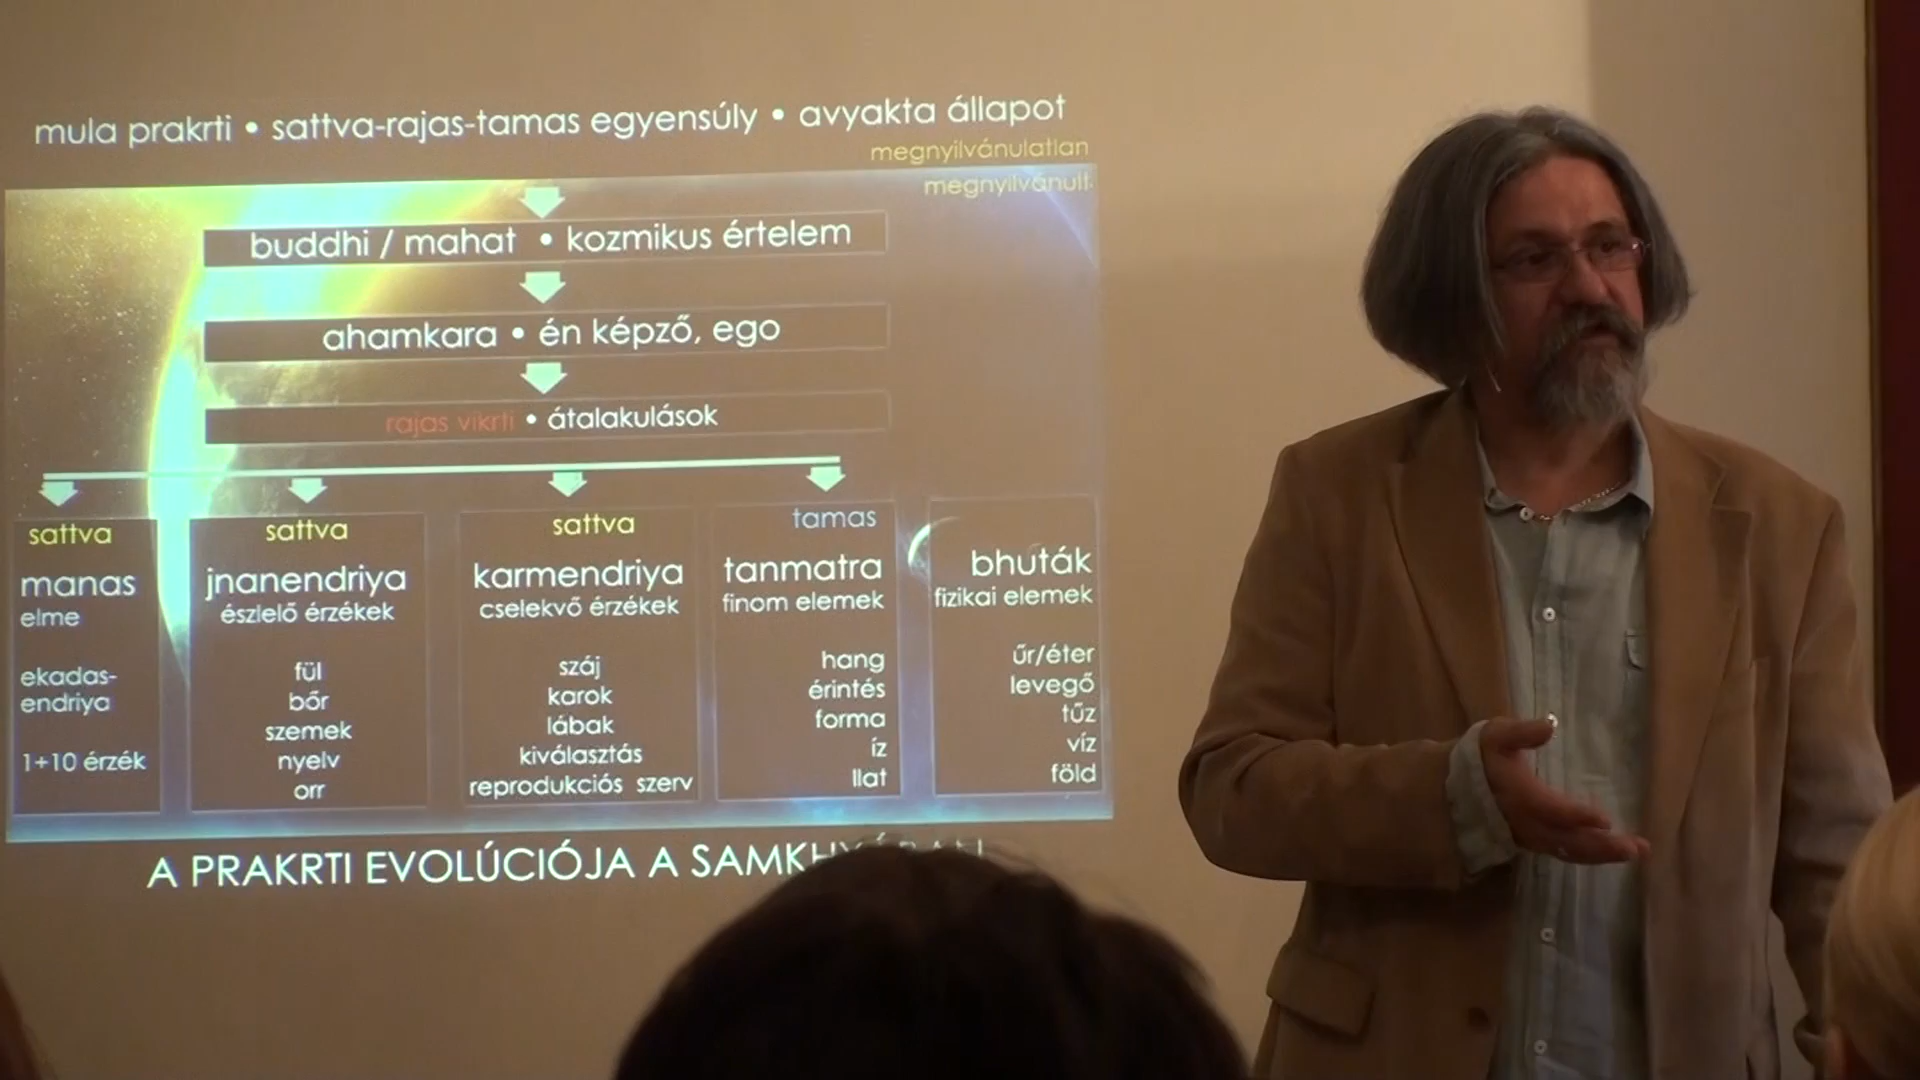 mula prakrti • sattva-rajas-tamas egyensúly • avyakta állapot
megnyilvánulatlan
megnyilvánult
buddhi / mahat • kozmikus értelem
ahamkara • én képző, ego
rajas vikrti • átalakulások
sattva
manas
elme
ekadas-
endriya
1+10 érzék
sattva
jnanendriya
észlelő érzékek
fül
bőr
szemek
nyelv
orr
sattva
karmendriya
cselekvő érzékek
száj
karok
lábak
kiválasztás
reprodukciós szerv
tamas
tanmatra
finom elemek
hang
érintés
forma
íz
llat
bhuták
fizikai elemek
űr/éter
levegő
tűz
víz
föld
A PRAKRTI EVOLÚCIÓJA A